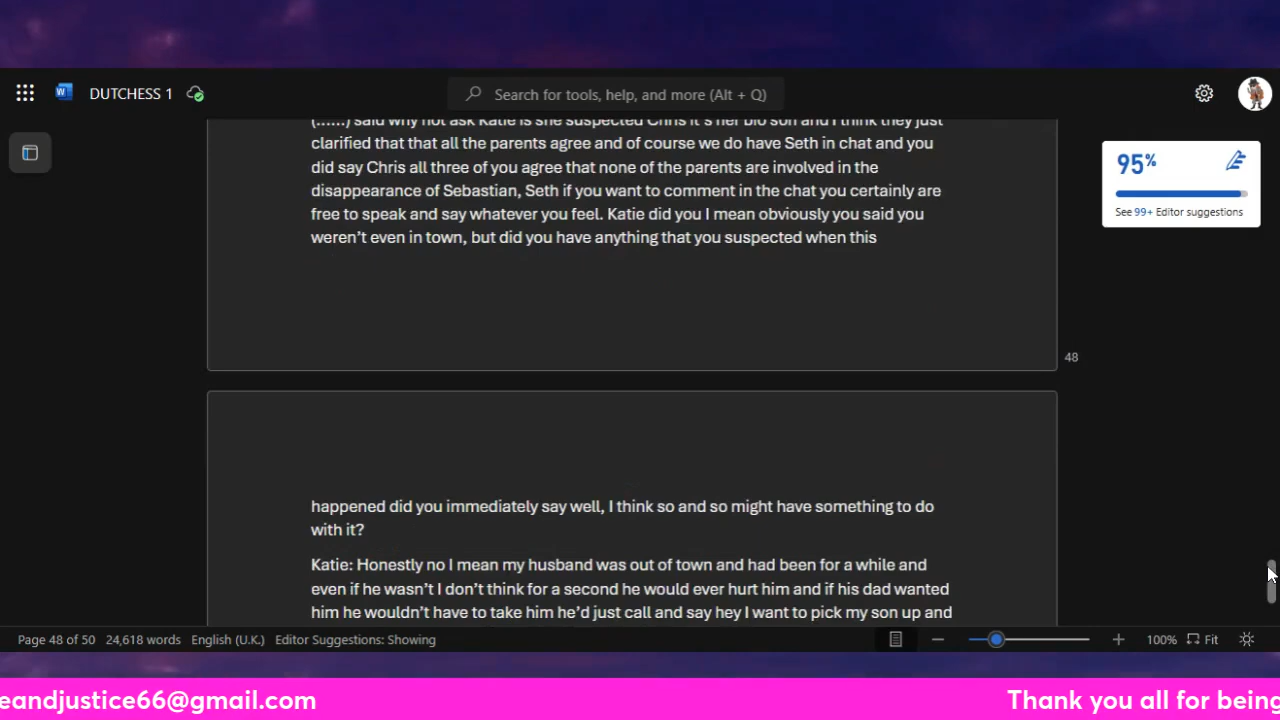 DUTCHESS 1
Search for tools, help, and more (Alt + Q)
(......) said why not ask Katie is she suspected Chris it's her bio son and I think they just
clarified that that all the parents agree and of course we do have Seth in chat and you
did say Chris all three of you agree that none of the parents are involved in the
disappearance of Sebastian, Seth if you want to comment in the chat you certainly are
free to speak and say whatever you feel. Katie did you I mean obviously you said you
weren't even in town, but did you have anything that you suspected when this
95%
See 99+ Editor suggestions
48
happened did you immediately say well, I think so and so might have something to do
with it?
Katie: Honestly no I mean my husband was out of town and had been for a while and
even if he wasn't I don't think for a second he would ever hurt him and if his dad wanted
him he wouldn't have to take him he'd just call and say hey I want to pick my son up and
Page 48 of 50 24,618 words English (U.K.) Editor Suggestions: Showing
100% Fit
eandjustice66@gmail.com
Thank you all for being